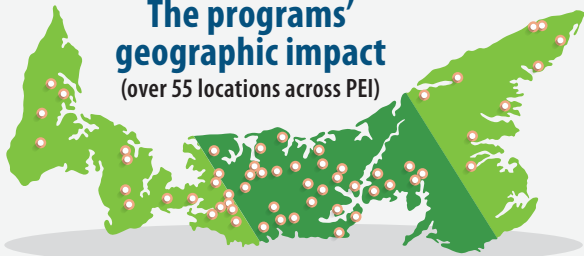 The programs’
geographic impact
(over 55 locations across PEI)